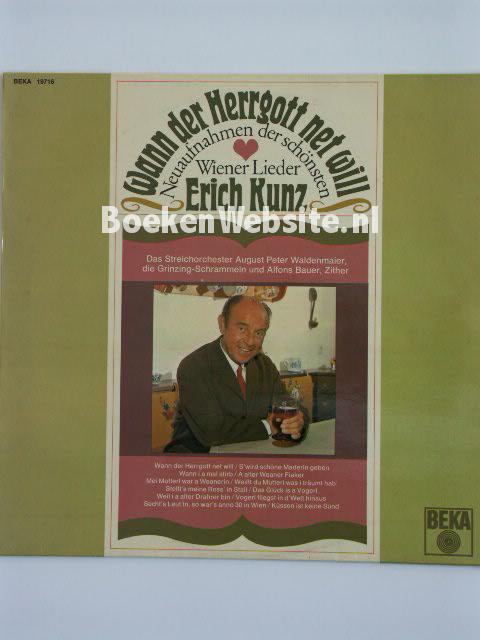 BEKA 19716
Wann der Herrgott net will
Neuaufnahmen der schönsten
Wiener Lieder
Erich Kunz
BoekenWebsite.nl
Das Streichorchester August Peter Waldenmaier,
die Grinzing-Schrammeln und Alfons Bauer, Zither
Wann der Herrgott net will / S'wird schöne Maderln geben
Wann i a mal stirb / A alter Weaner Fiaker
Mei Mutterl war a Weanerin / Weißt du Mutterl was i träumt hab'
Stellt's meine Ross' in Stall / Das Glück is a Vogerl
Weil i a alter Drahrer bin / Vogerl fliegst in d'Welt hinaus
Secht's Leut'ln, so war's anno 30 in Wien / Küssen ist keine Sünd
BEKA